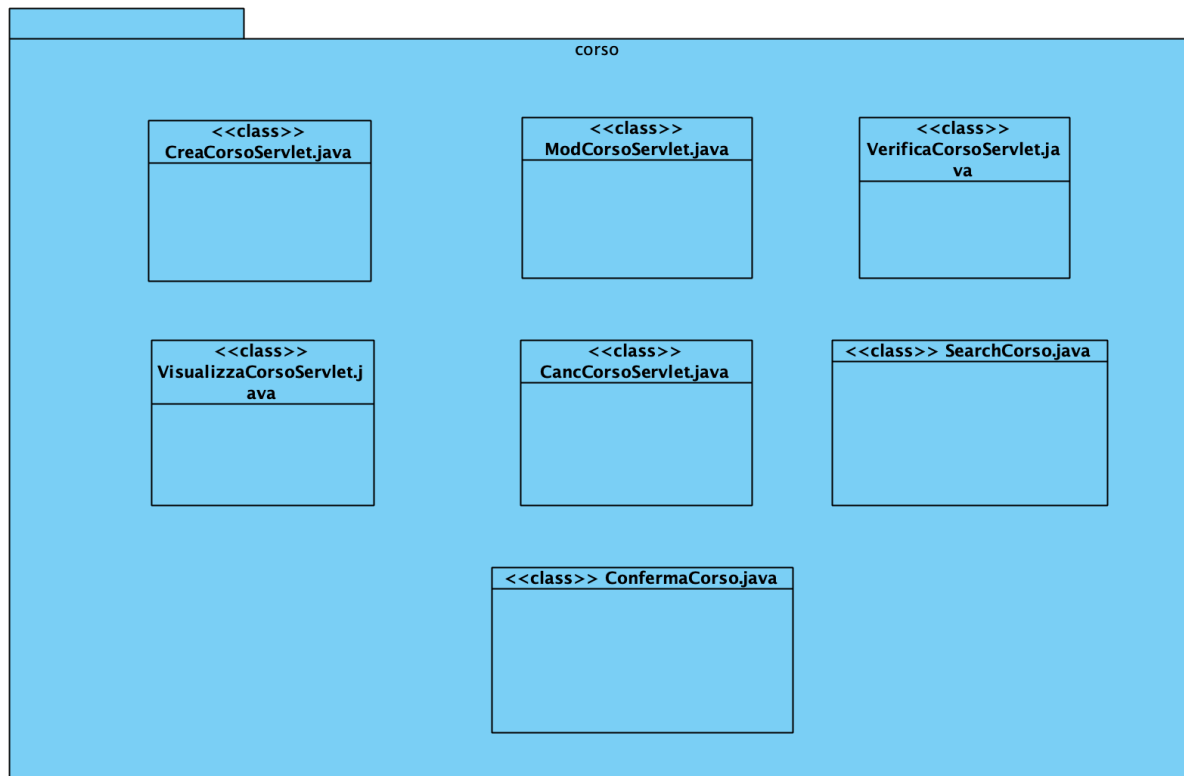 corso
<<class>>
CreaCorsoServlet.java
<<class>>
ModCorsoServlet.java
<<class>>
VerificaCorsoServlet.ja
va
<<class>>
VisualizzaCorsoServlet.j
ava
<<class>>
CancCorsoServlet.java
<<class>> SearchCorso.java
<<class>> ConfermaCorso.java